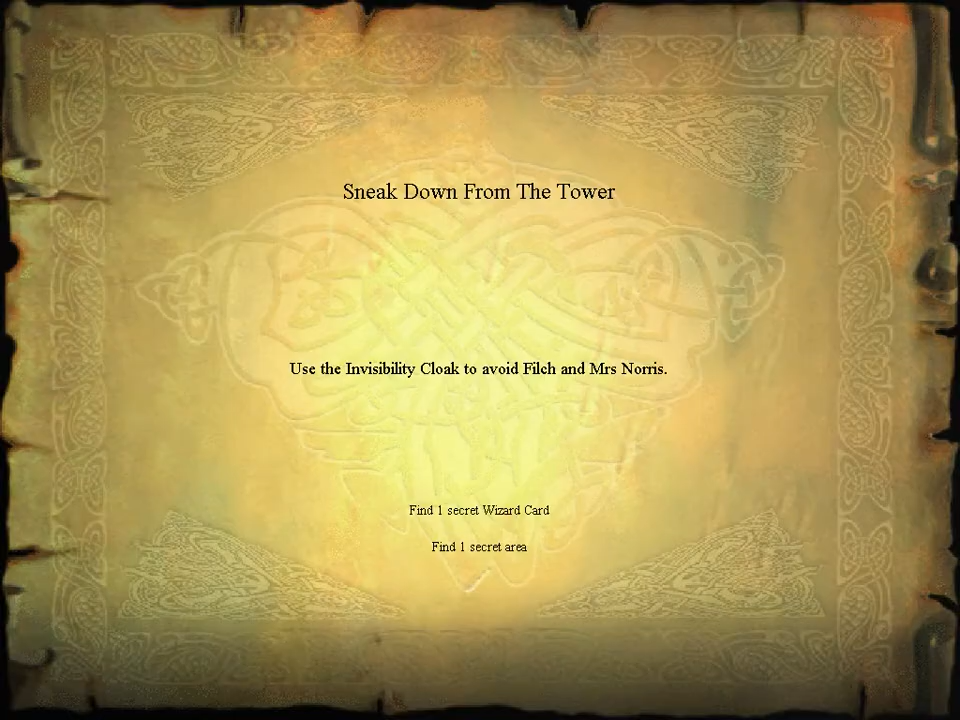 Sneak Down From The Tower
Use the Invisibility Cloak to avoid Filch and Mrs Norris.
Find 1 secret Wizard Card
Find 1 secret area